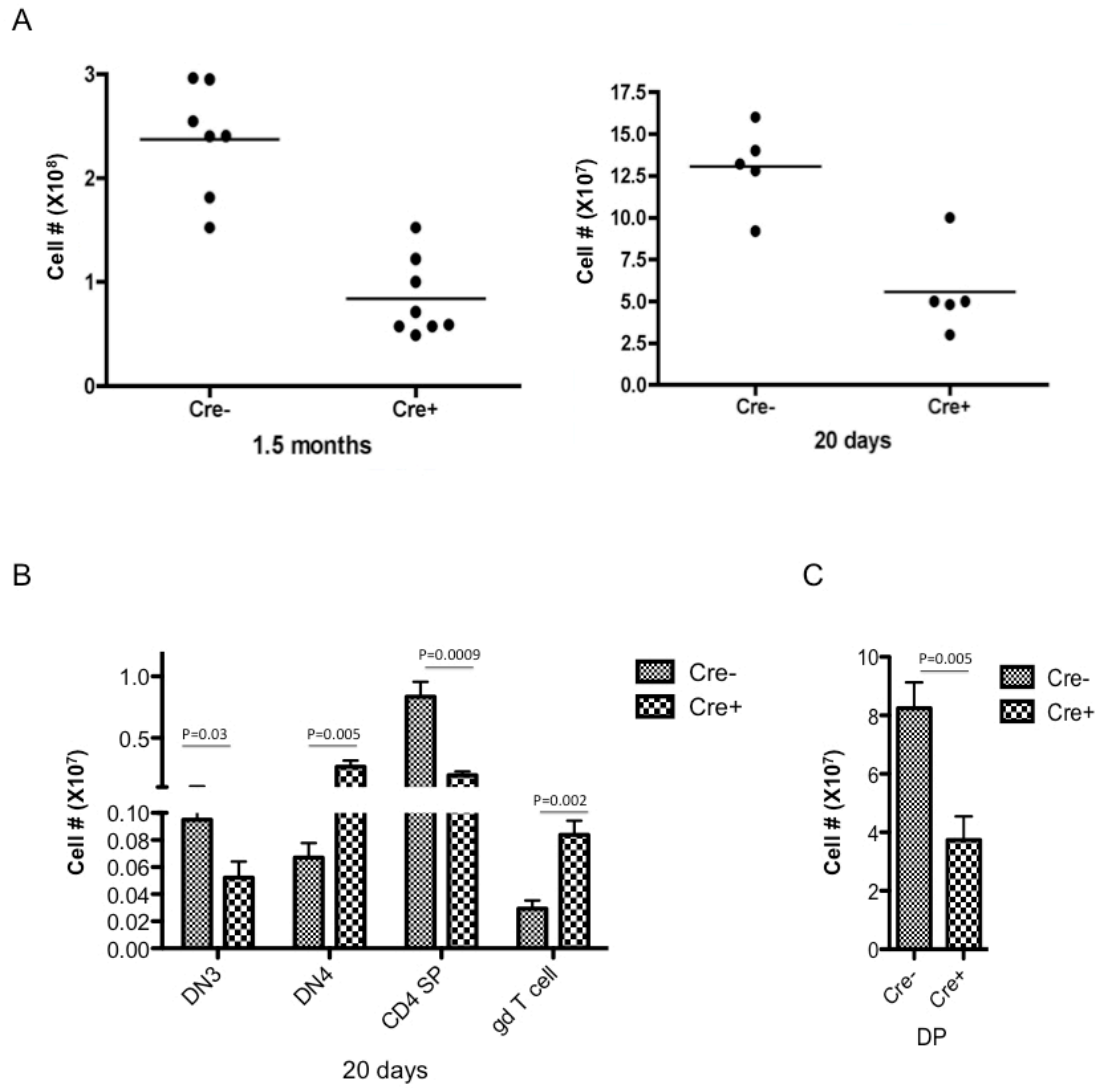 A
3
2
1
0
Cell # (X10⁸)
Cre-
Cre+
1.5 months
17.5
15.0
12.5
10.0
7.5
5.0
2.5
0.0
Cell # (X10⁷)
Cre-
Cre+
20 days
B
1.0
0.5
0.10
0.08
0.06
0.04
0.02
0.00
Cell # (X10⁷)
P=0.03
P=0.005
P=0.0009
P=0.002
DN3
DN4
CD4 SP
gd T cell
20 days
Cre-
Cre+
C
10
8
6
4
2
0
Cell # (X10⁷)
P=0.005
Cre-
Cre+
DP
Cre-
Cre+